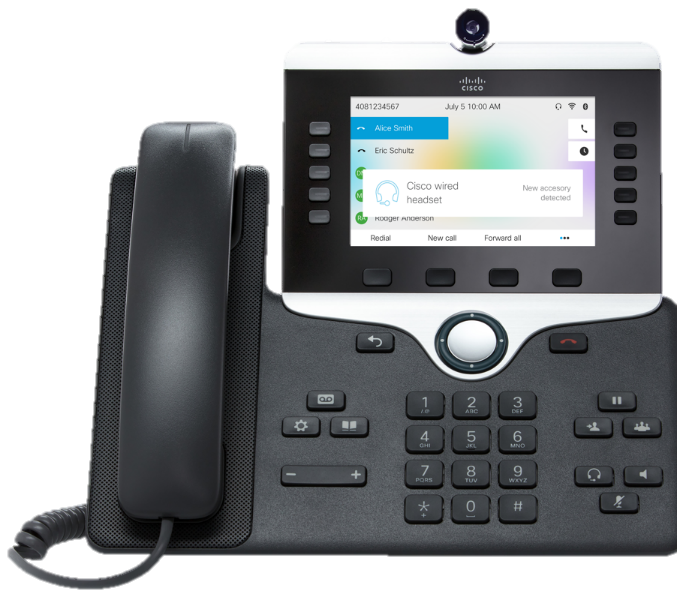 CISCO
4081234567 July 5 10:00 AM
Alice Smith
Eric Schultz
Cisco wired
headset
New accesory
detected
RA Rodger Anderson
Redial New call Forward all
1 2 3
ABC DEF
4 5 6
GHI JKL MNO
7 8 9
PQRS TUV WXYZ
* 0 #
+
- +